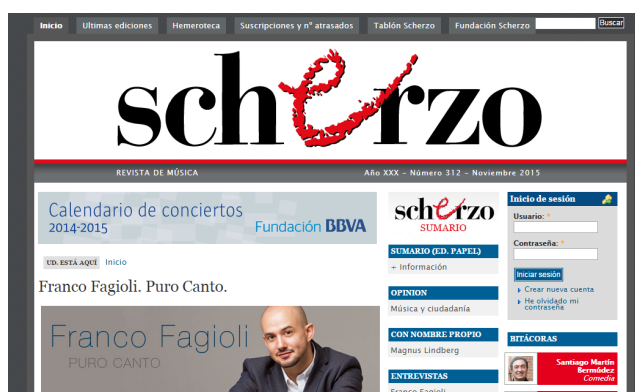 Inicio
Ultimas ediciones
Hemeroteca
Suscripciones y nº atrasados
Tablón Scherzo
Fundación Scherzo
Buscar
scherzo
REVISTA DE MÚSICA
Año XXX – Número 312 – Noviembre 2015
Calendario de conciertos
2014-2015
Fundación BBVA
UD. ESTÁ AQUÍ Inicio
Franco Fagioli. Puro Canto.
Franco Fagioli
PURO CANTO
scherzo
SUMARIO
SUMARIO (ED. PAPEL)
+ Información
OPINION
Música y ciudadanía
CON NOMBRE PROPIO
Magnus Lindberg
ENTREVISTAS
Franco Fagioli
Inicio de sesión
Usuario: *
Contraseña: *
Iniciar sesión
Crear nueva cuenta
He olvidado mi
contraseña
BITÁCORAS
Santiago Martín
Bermúdez
Comedia